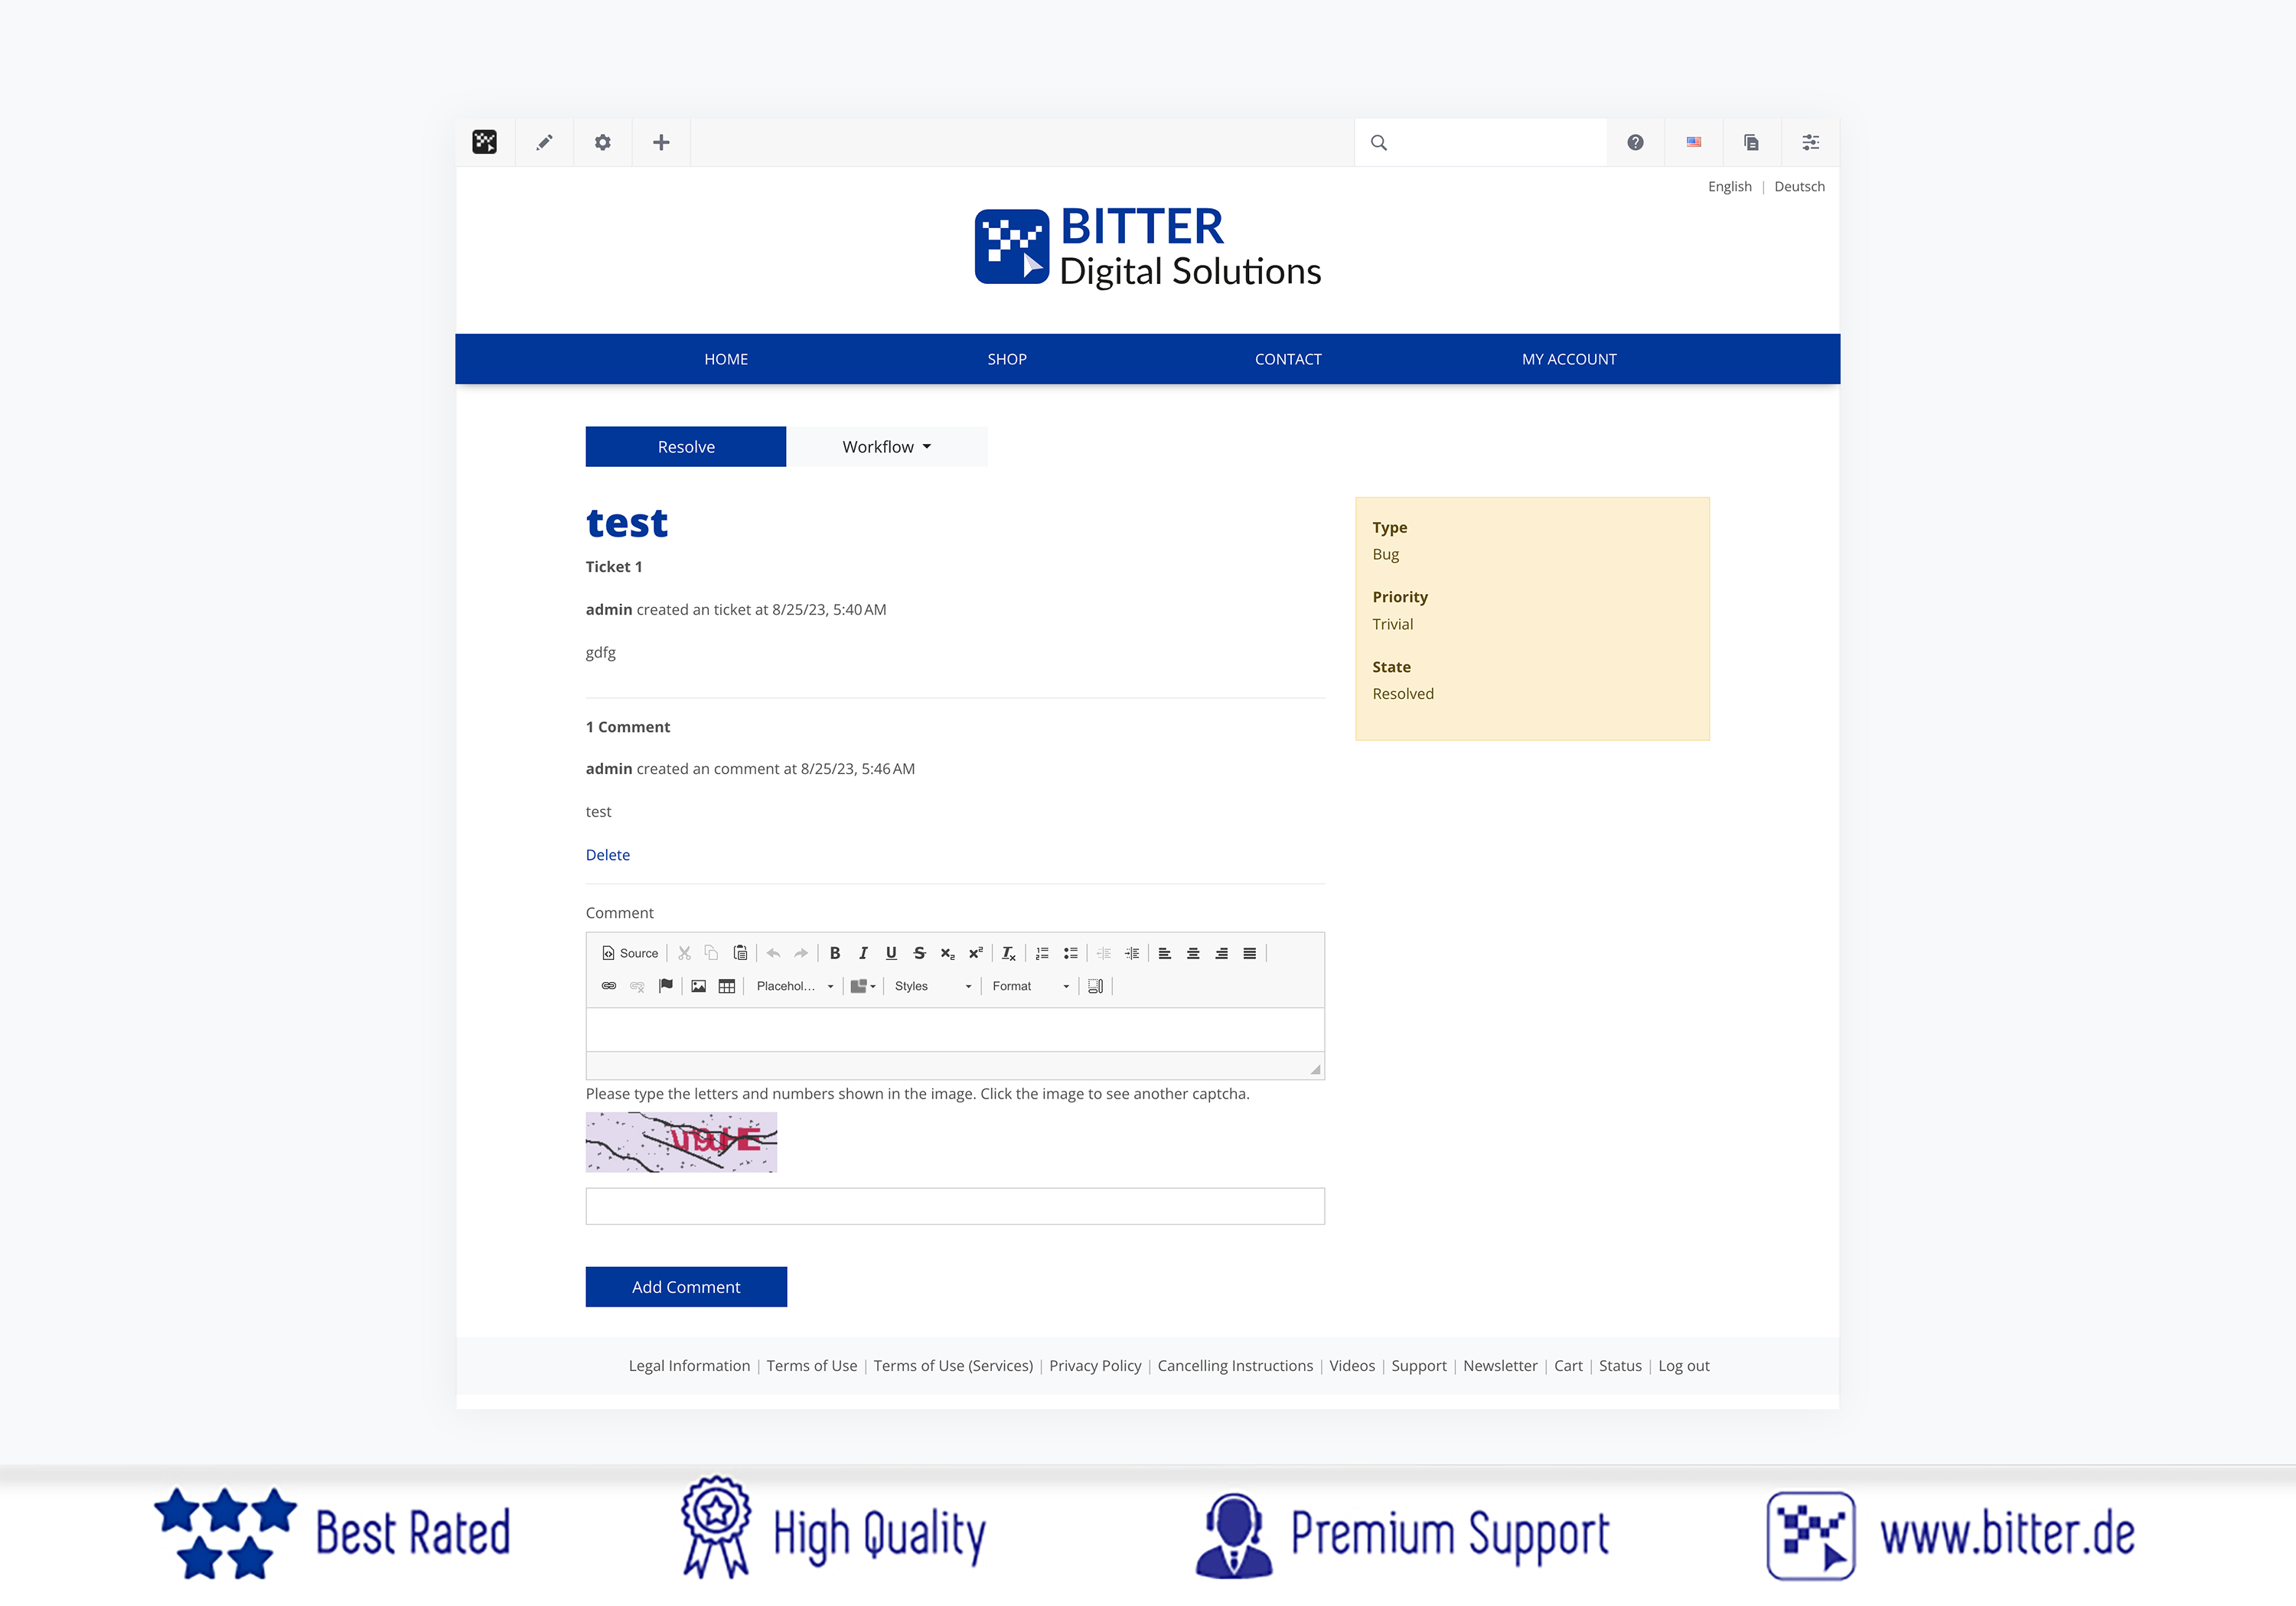 English | Deutsch
BITTER
Digital Solutions
HOME SHOP CONTACT MY ACCOUNT
Resolve Workflow
test
Ticket 1
admin created an ticket at 8/25/23, 5:40 AM
gdfg
Type
Bug
Priority
Trivial
State
Resolved
1 Comment
admin created an comment at 8/25/23, 5:46 AM
test
Delete
Comment
Source B I U S x₂ x² Tx
Placehol... Styles Format
Please type the letters and numbers shown in the image. Click the image to see another captcha.
Add Comment
Legal Information | Terms of Use | Terms of Use (Services) | Privacy Policy | Cancelling Instructions | Videos | Support | Newsletter | Cart | Status | Log out
Best Rated High Quality Premium Support www.bitter.de